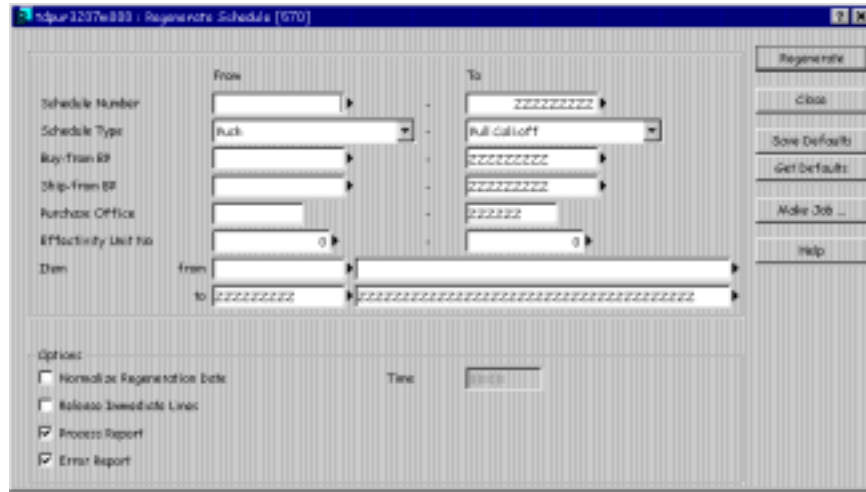 tdpur3207m000 : Regenerate Schedule [570]
From To
Schedule Number - ZZZZZZZZZ
Schedule Type Push - Pull Call-off
Buy-from BP - ZZZZZZZZZ
Ship-from BP - ZZZZZZZZZ
Purchase Office - ZZZZZZ
Effectivity Unit No 0 - 0
Item from
to ZZZZZZZZZ
Options
Normalize Regeneration Date Time
Release Immediate Lines
Process Report
Error Report
Regenerate
Close
Save Defaults
Get Defaults
Make Job ...
Help